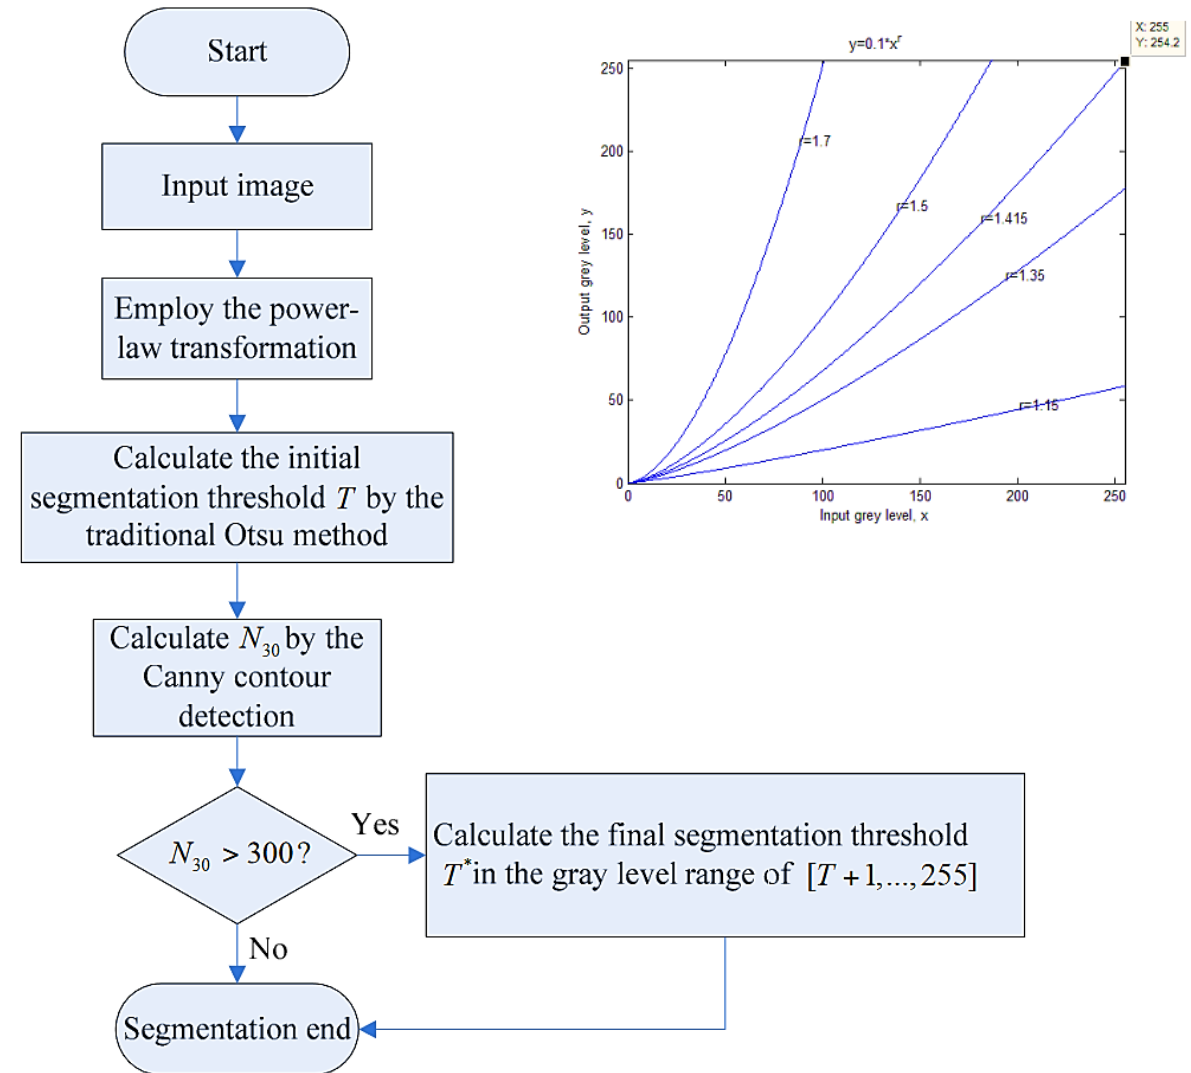 Start
Input image
Employ the power-
law transformation
Calculate the initial
segmentation threshold T by the
traditional Otsu method
Calculate N30 by the
Canny contour
detection
N30 > 300?
Yes
No
Calculate the final segmentation threshold
T* in the gray level range of [T + 1,..., 255]
Segmentation end
y=0.1*x^r
X: 255
Y: 254.2
Output grey level, y
250
200
150
100
50
0
r=1.7
r=1.5
r=1.415
r=1.35
r=1.15
0 50 100 150 200 250
Input grey level, x